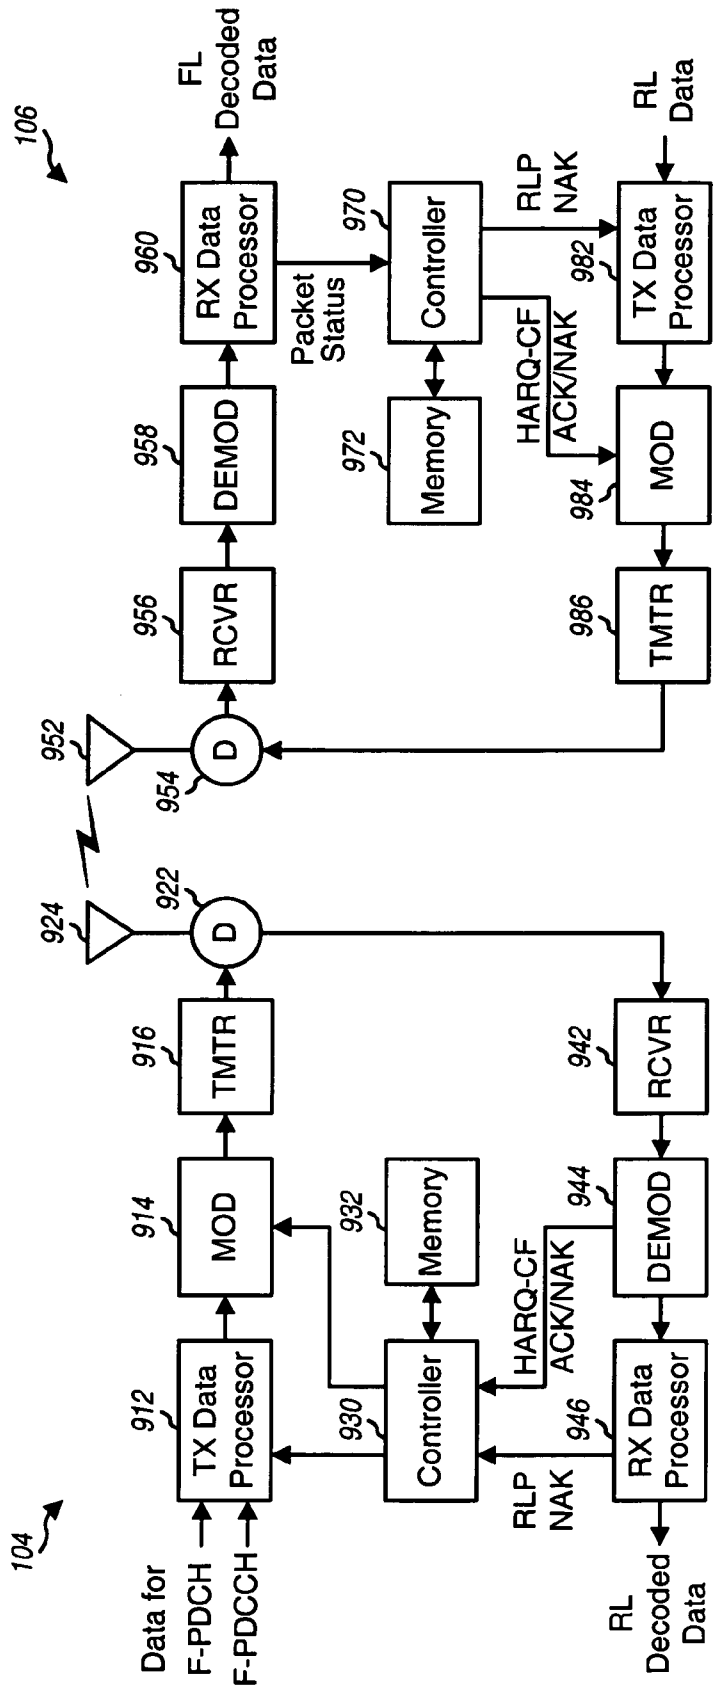 104
106
924
952
Data for
F-PDCH
F-PDCCH
912
TX Data
Processor
914
MOD
916
TMTR
922
D
954
D
956
RCVR
958
DEMOD
960
RX Data
Processor
FL
Decoded
Data
Packet
Status
930
Controller
932
Memory
972
Memory
970
Controller
RLP
NAK
HARQ-CF
ACK/NAK
HARQ-CF
ACK/NAK
RLP
NAK
RL
Decoded
Data
946
RX Data
Processor
944
DEMOD
942
RCVR
986
TMTR
984
MOD
982
TX Data
Processor
RL
Data